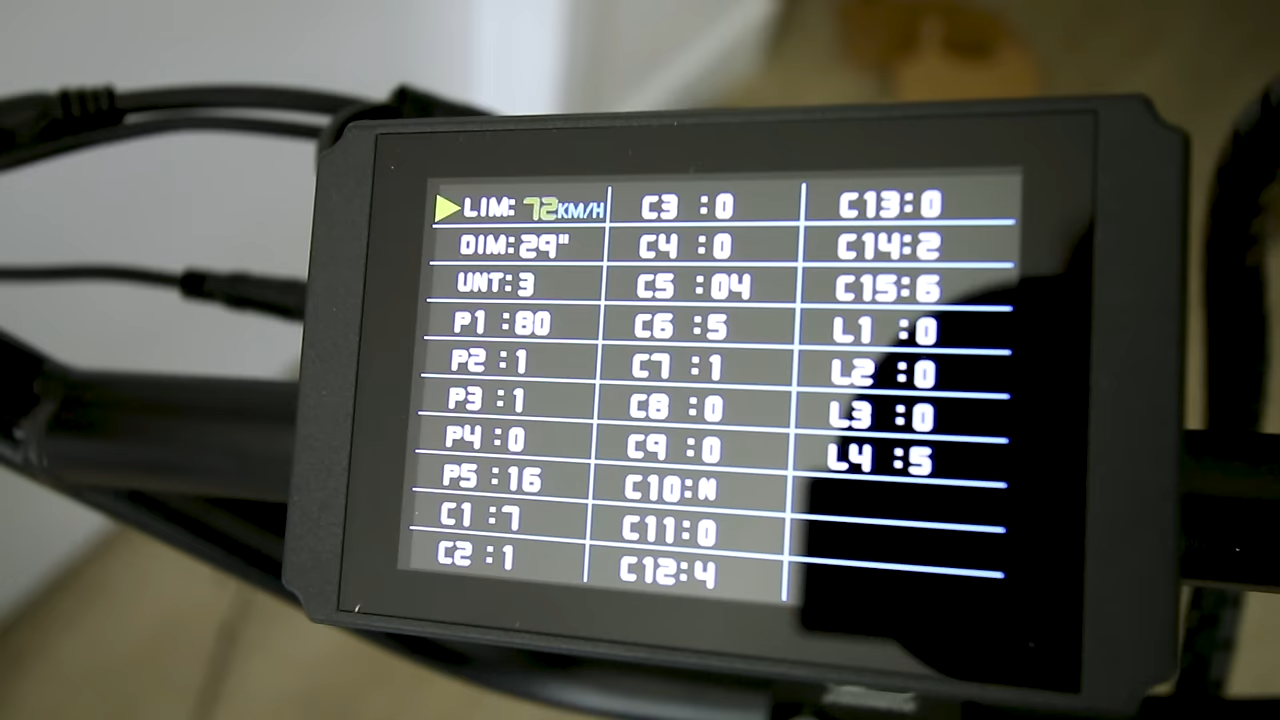 LIM: 72KM/H
DIM:29"
UNT:3
P1 :80
P2 :1
P3 :1
P4 :0
P5 :16
C1 :7
C2 :1
C3 :0
C4 :0
C5 :04
C6 :5
C7 :1
C8 :0
C9 :0
C10:N
C11:0
C12:4
C13:0
C14:2
C15:6
L1 :0
L2 :0
L3 :0
L4 :5